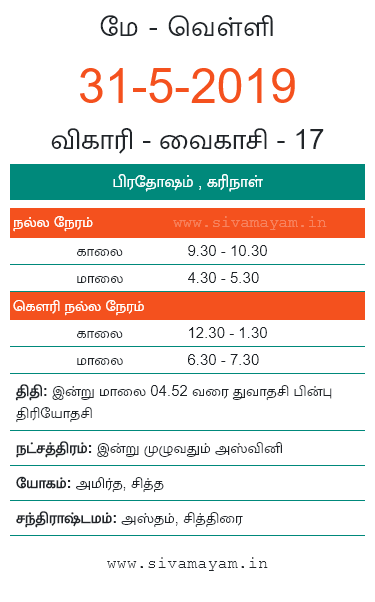 மே - வெள்ளி
31-5-2019
விகாரி - வைகாசி - 17
பிரதோஷம் , கரிநாள்
நல்ல நேரம் www.sivamayam.in
காலை 9.30 - 10.30
மாலை 4.30 - 5.30
கௌரி நல்ல நேரம்
காலை 12.30 - 1.30
மாலை 6.30 - 7.30
திதி: இன்று மாலை 04.52 வரை துவாதசி பின்பு
திரியோதசி
நட்சத்திரம்: இன்று முழுவதும் அஸ்வினி
யோகம்: அமிர்த, சித்த
சந்திராஷ்டமம்: அஸ்தம், சித்திரை
www.sivamayam.in